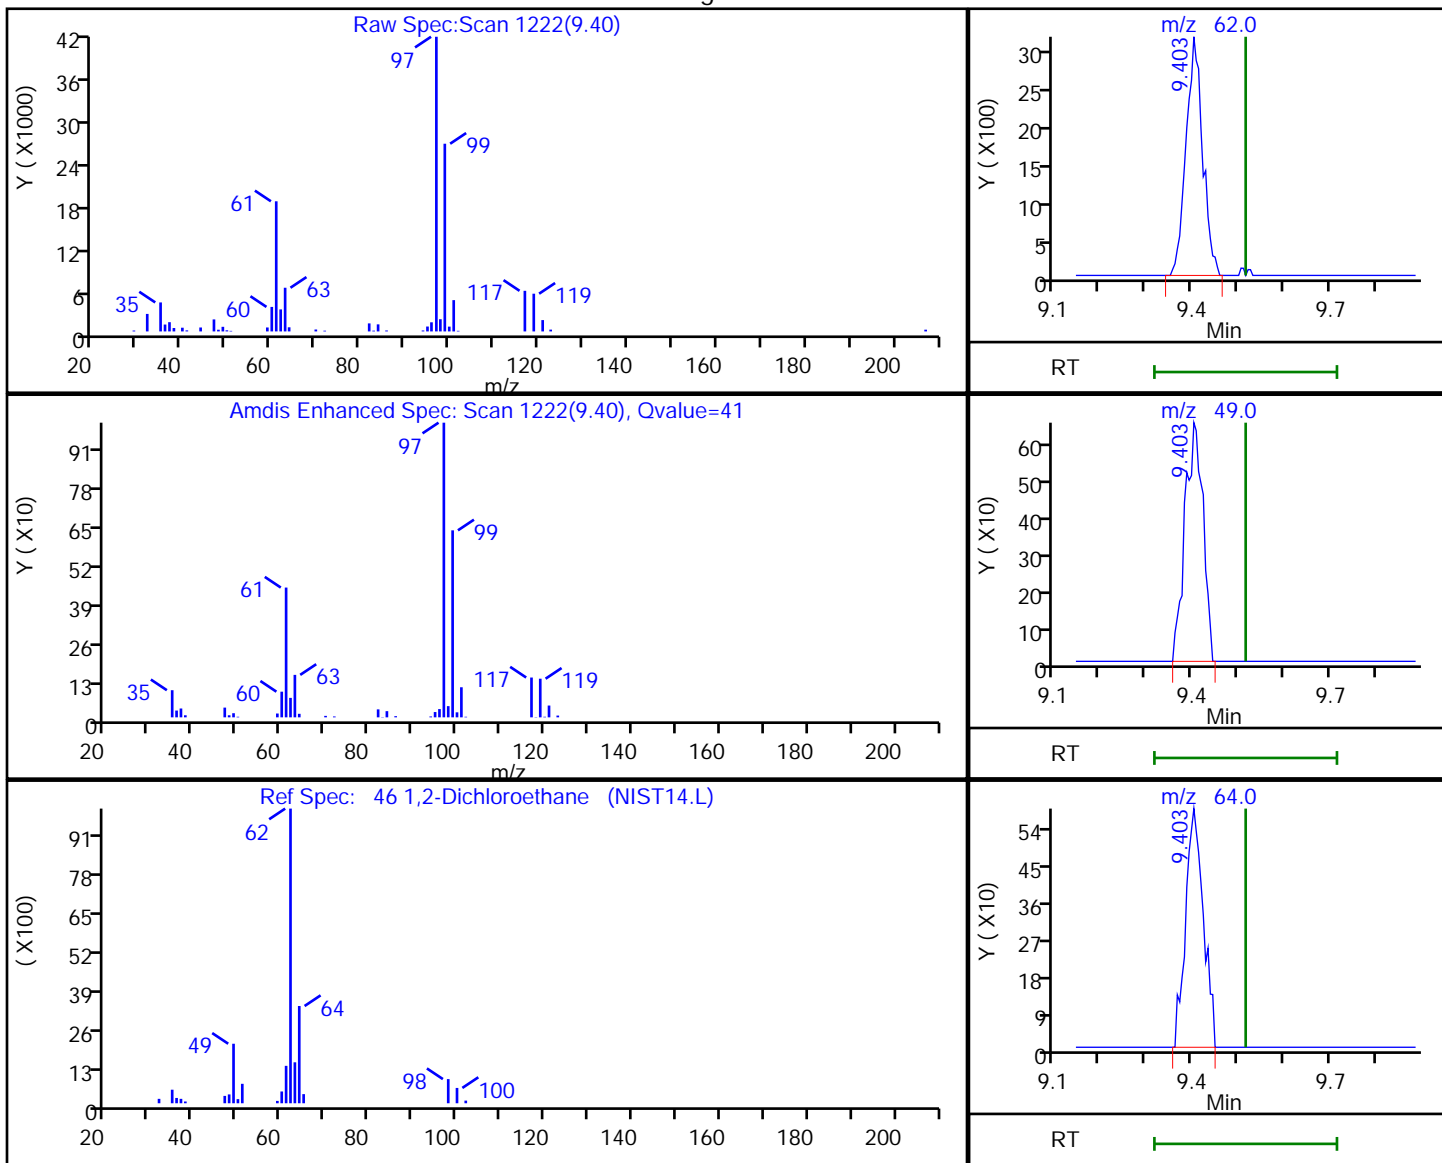 Raw Spec:Scan 1222(9.40)
Y ( X1000)
42
36
30
24
18
12
6
0
97
99
61
63
60
35
117
119
20 40 60 80 100 120 140 160 180 200
m/z
m/z 62.0
Y ( X100)
30
25
20
15
10
5
0
9.403
9.1 9.4 9.7
Min
RT
Amdis Enhanced Spec: Scan 1222(9.40), Qvalue=41
Y ( X10)
91
78
65
52
39
26
13
0
97
99
61
63
60
35
117
119
20 40 60 80 100 120 140 160 180 200
m/z
m/z 49.0
Y ( X10)
60
50
40
30
20
10
0
9.403
9.1 9.4 9.7
Min
RT
Ref Spec: 46 1,2-Dichloroethane (NIST14.L)
( X100)
91
78
65
52
39
26
13
0
62
64
49
98
100
20 40 60 80 100 120 140 160 180 200
m/z 64.0
Y ( X10)
54
45
36
27
18
9
0
9.403
9.1 9.4 9.7
Min
RT